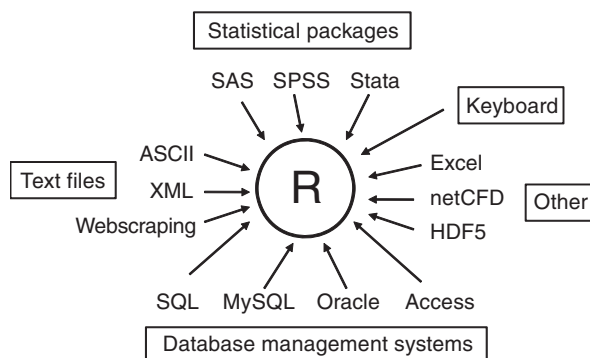 Statistical packages
SAS SPSS Stata
Keyboard
ASCII
Text files
XML
Webscraping
R
Excel
netCFD
Other
HDF5
SQL MySQL Oracle Access
Database management systems